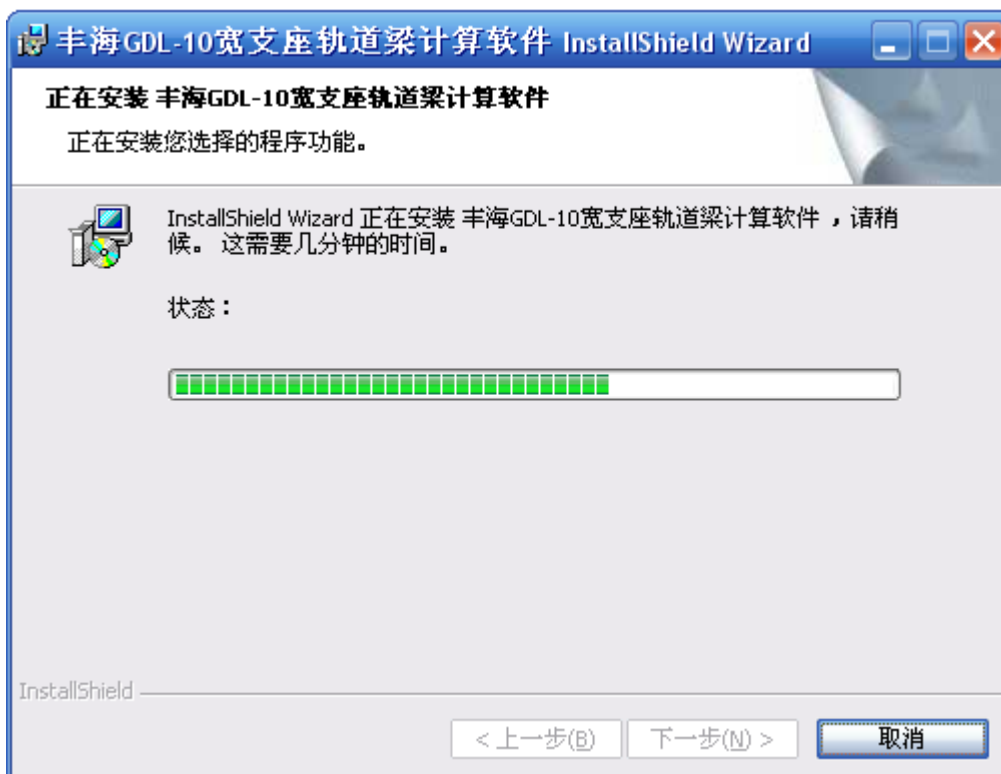 丰海GDL-10宽支座轨道梁计算软件 InstallShield Wizard
正在安装 丰海GDL-10宽支座轨道梁计算软件
正在安装您选择的程序功能。
InstallShield Wizard 正在安装 丰海GDL-10宽支座轨道梁计算软件 ，请稍
候。 这需要几分钟的时间。
状态：
InstallShield
< 上一步(B)
下一步(N) >
取消